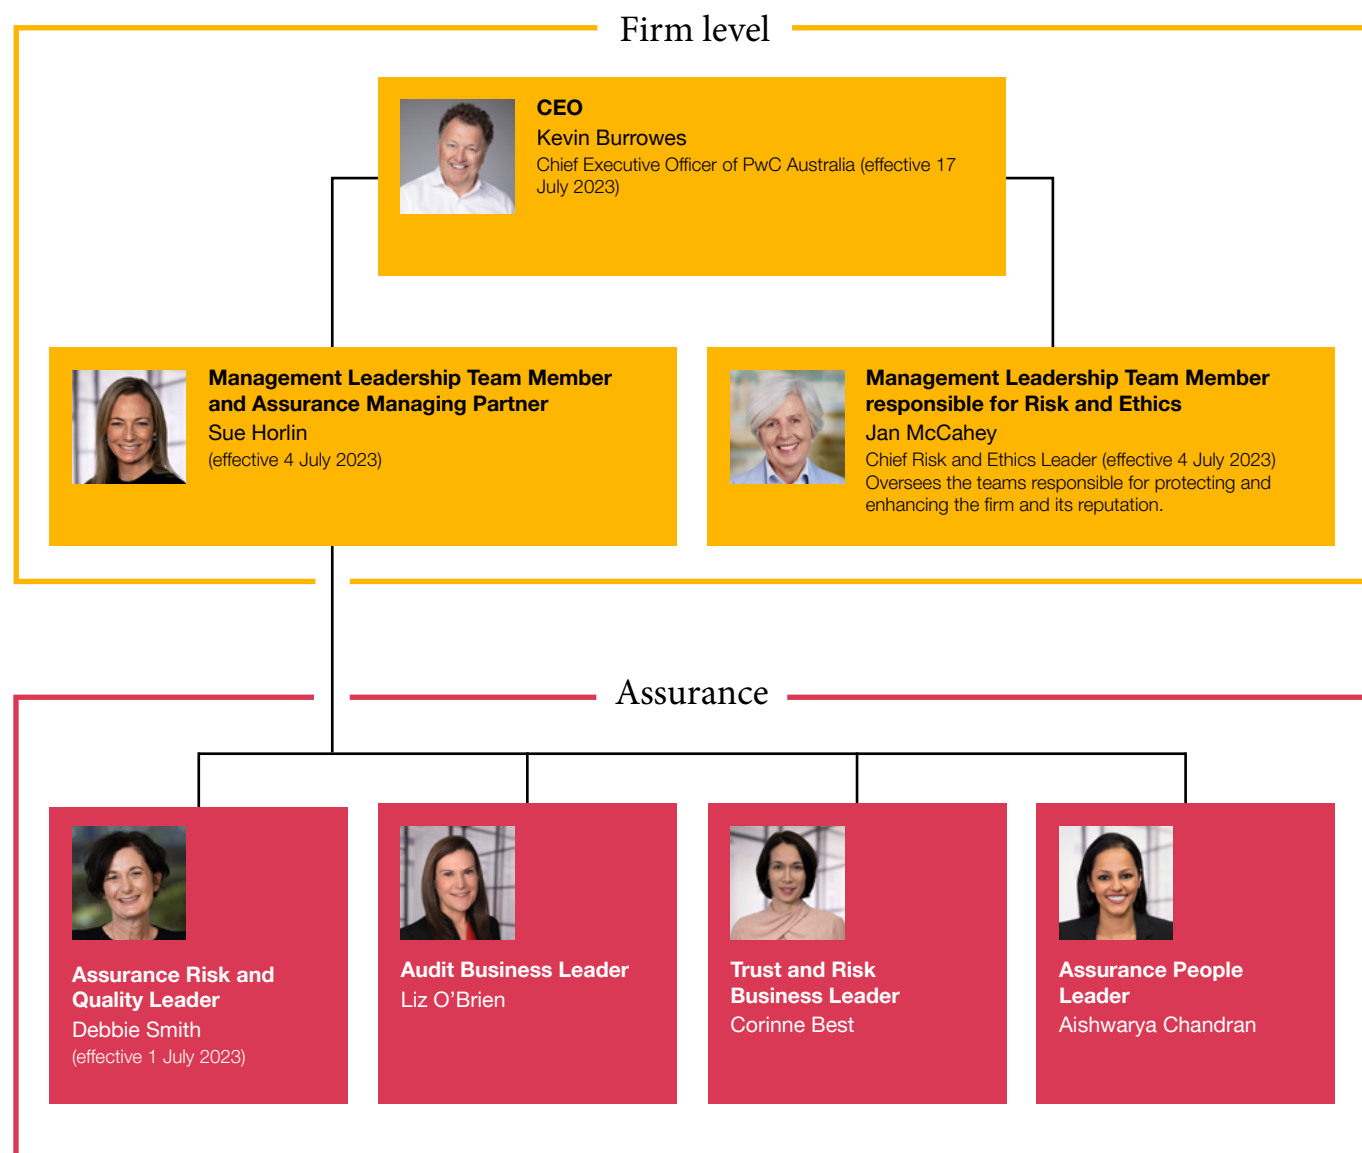 Firm level
CEO
Kevin Burrowes
Chief Executive Officer of PwC Australia (effective 17
July 2023)
Management Leadership Team Member
and Assurance Managing Partner
Sue Horlin
(effective 4 July 2023)
Management Leadership Team Member
responsible for Risk and Ethics
Jan McCahey
Chief Risk and Ethics Leader (effective 4 July 2023)
Oversees the teams responsible for protecting and
enhancing the firm and its reputation.
Assurance
Assurance Risk and
Quality Leader
Debbie Smith
(effective 1 July 2023)
Audit Business Leader
Liz O’Brien
Trust and Risk
Business Leader
Corinne Best
Assurance People
Leader
Aishwarya Chandran